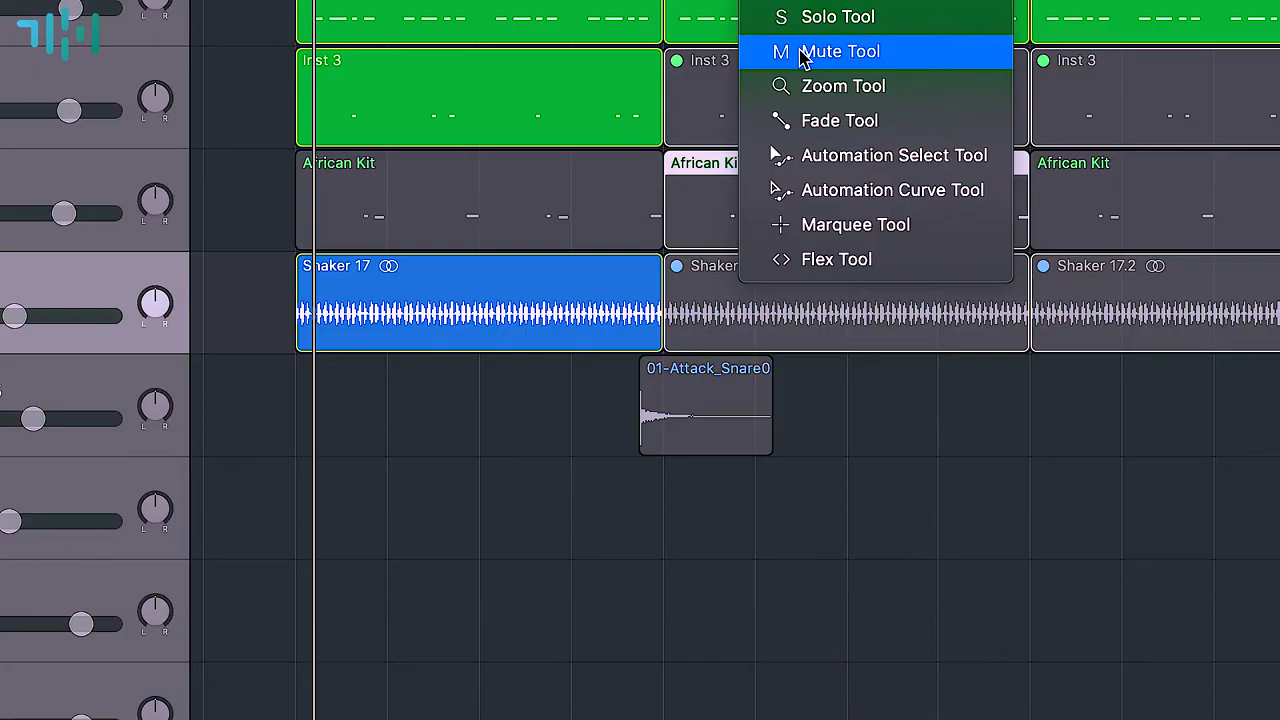 S Solo Tool
M Mute Tool
Zoom Tool
Fade Tool
Automation Select Tool
Automation Curve Tool
Marquee Tool
Flex Tool
Inst 3
Inst 3
Inst 3
African Kit
African Ki
African Kit
Shaker 17
Shaker
Shaker 17.2
01-Attack_Snare0
L R
L R
L R
L R
L R
L R
L R